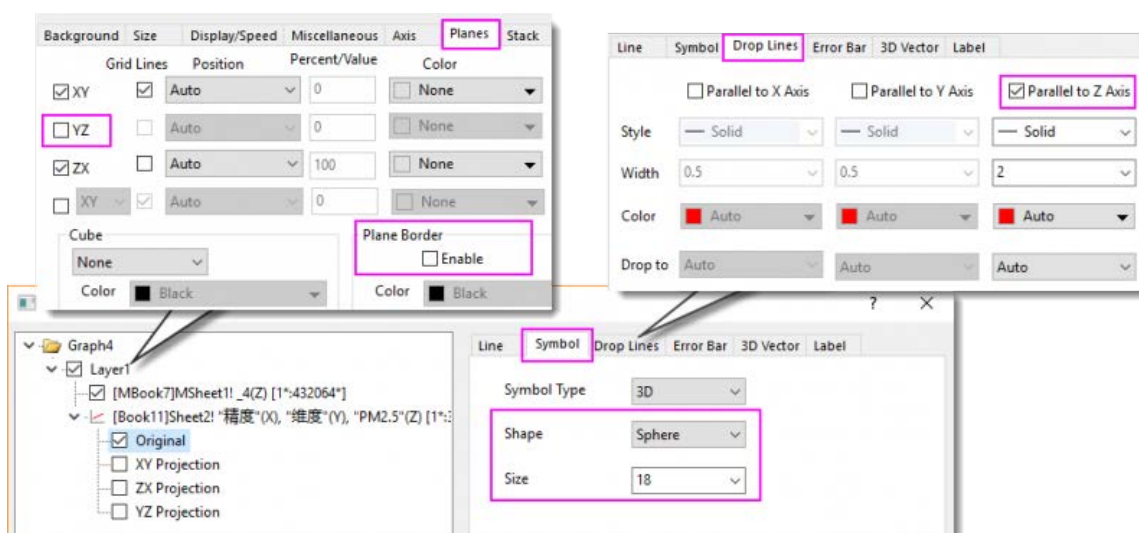 Background Size Display/Speed Miscellaneous Axis Planes Stack
Grid Lines Position Percent/Value Color
XY Auto 0 None
YZ Auto 0 None
ZX Auto 100 None
XY Auto 0 None
Cube Plane Border
None Enable
Color Black Color Black
Line Symbol Drop Lines Error Bar 3D Vector Label
Parallel to X Axis Parallel to Y Axis Parallel to Z Axis
Style Solid Solid Solid
Width 0.5 0.5 2
Color Auto Auto Auto
Drop to Auto Auto Auto
? ×
Graph4
Layer1
[MBook7]MSheet1! _4(Z) [1*:432064*]
[Book11]Sheet2! "精度"(X), "维度"(Y), "PM2.5"(Z) [1*:
Original
XY Projection
ZX Projection
YZ Projection
Line Symbol Drop Lines Error Bar 3D Vector Label
Symbol Type 3D
Shape Sphere
Size 18